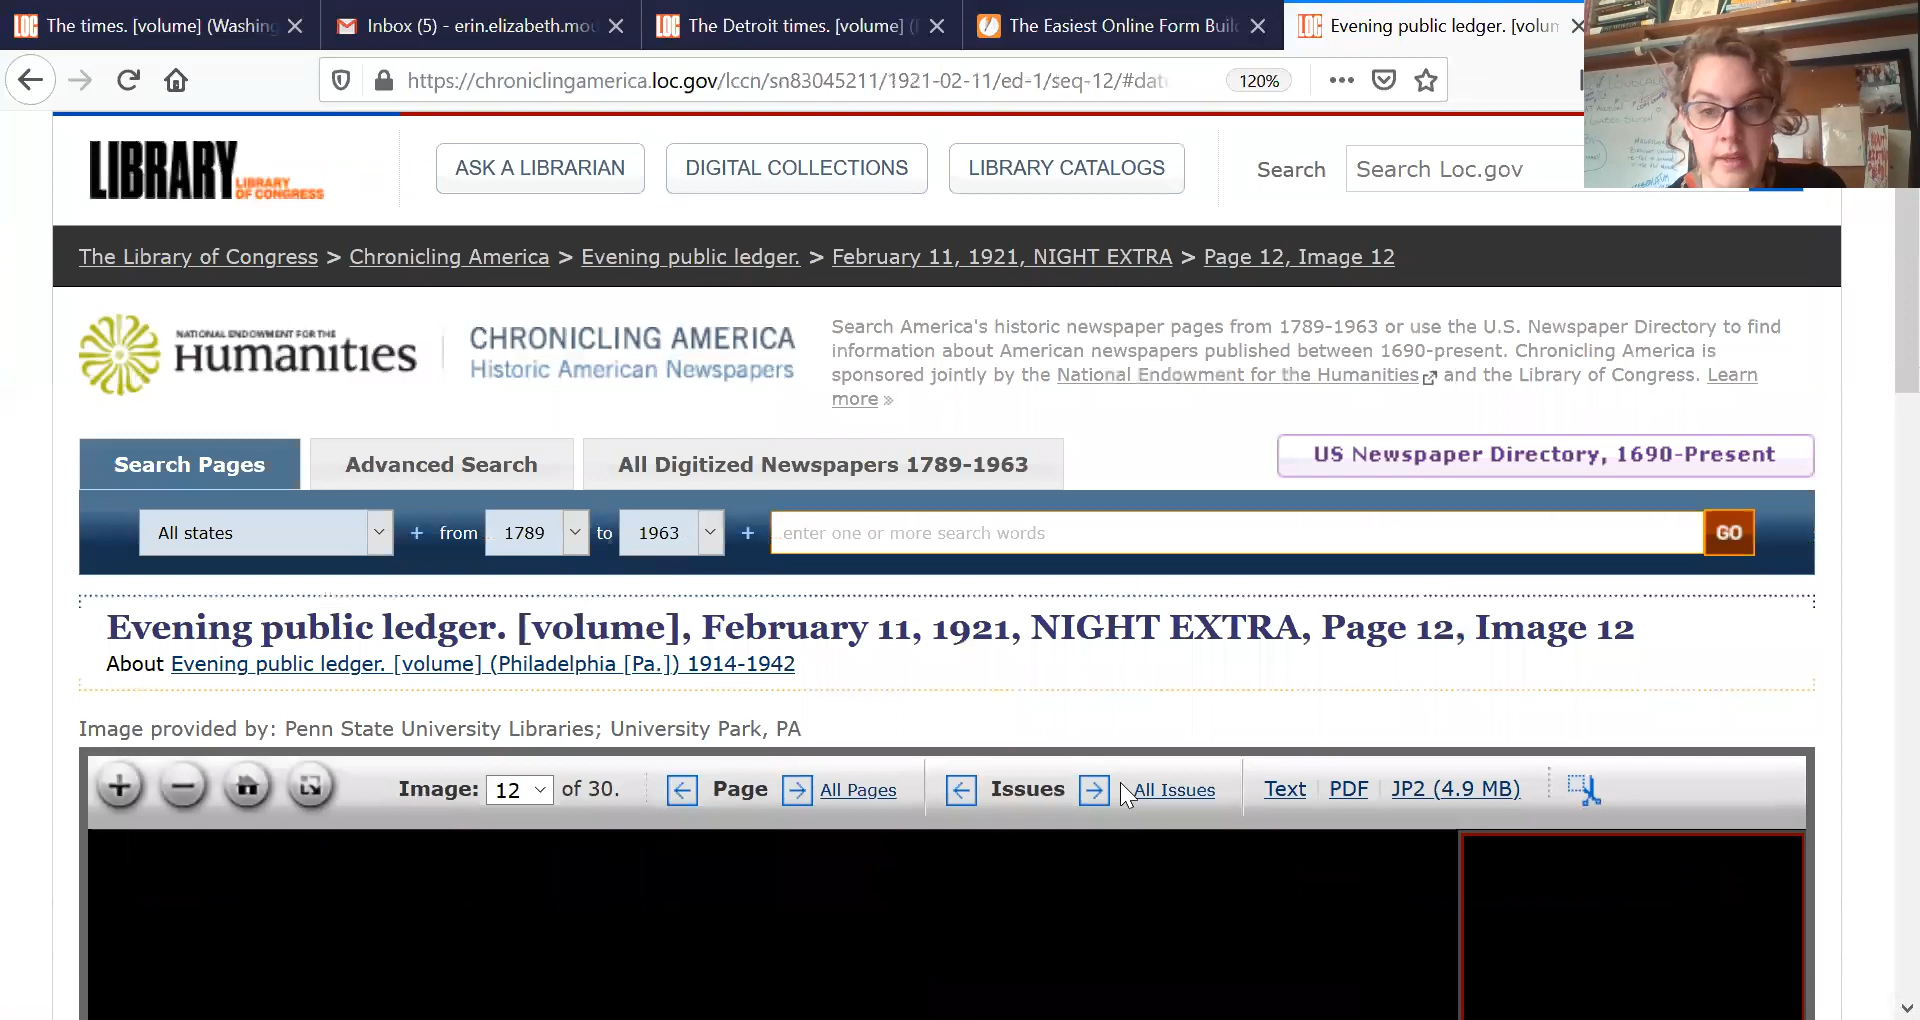 The times. [volume] (Washing
Inbox (5) - erin.elizabeth.mou
The Detroit times. [volume] (
The Easiest Online Form Buil
Evening public ledger. [volun
https://chroniclingamerica.loc.gov/lccn/sn83045211/1921-02-11/ed-1/seq-12/#date
120%
LIBRARY LIBRARY OF CONGRESS
ASK A LIBRARIAN
DIGITAL COLLECTIONS
LIBRARY CATALOGS
Search
Search Loc.gov
The Library of Congress > Chronicling America > Evening public ledger. > February 11, 1921, NIGHT EXTRA > Page 12, Image 12
NATIONAL ENDOWMENT FOR THE
Humanities
CHRONICLING AMERICA
Historic American Newspapers
Search America's historic newspaper pages from 1789-1963 or use the U.S. Newspaper Directory to find
information about American newspapers published between 1690-present. Chronicling America is
sponsored jointly by the National Endowment for the Humanities and the Library of Congress. Learn
more »
Search Pages
Advanced Search
All Digitized Newspapers 1789-1963
US Newspaper Directory, 1690-Present
All states + from 1789 to 1963 + enter one or more search words GO
Evening public ledger. [volume], February 11, 1921, NIGHT EXTRA, Page 12, Image 12
About Evening public ledger. [volume] (Philadelphia [Pa.]) 1914-1942
Image provided by: Penn State University Libraries; University Park, PA
Image: 12 of 30. Page All Pages Issues All Issues Text PDF JP2 (4.9 MB)